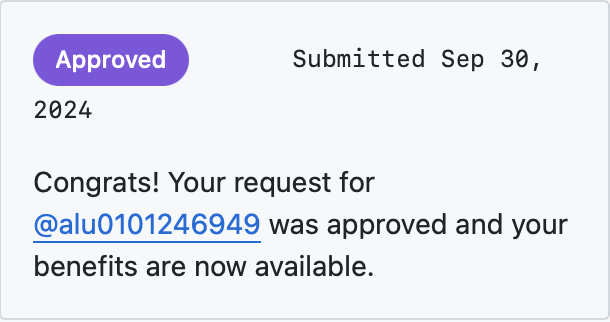 Approved Submitted Sep 30,
2024
Congrats! Your request for
@alu0101246949 was approved and your
benefits are now available.